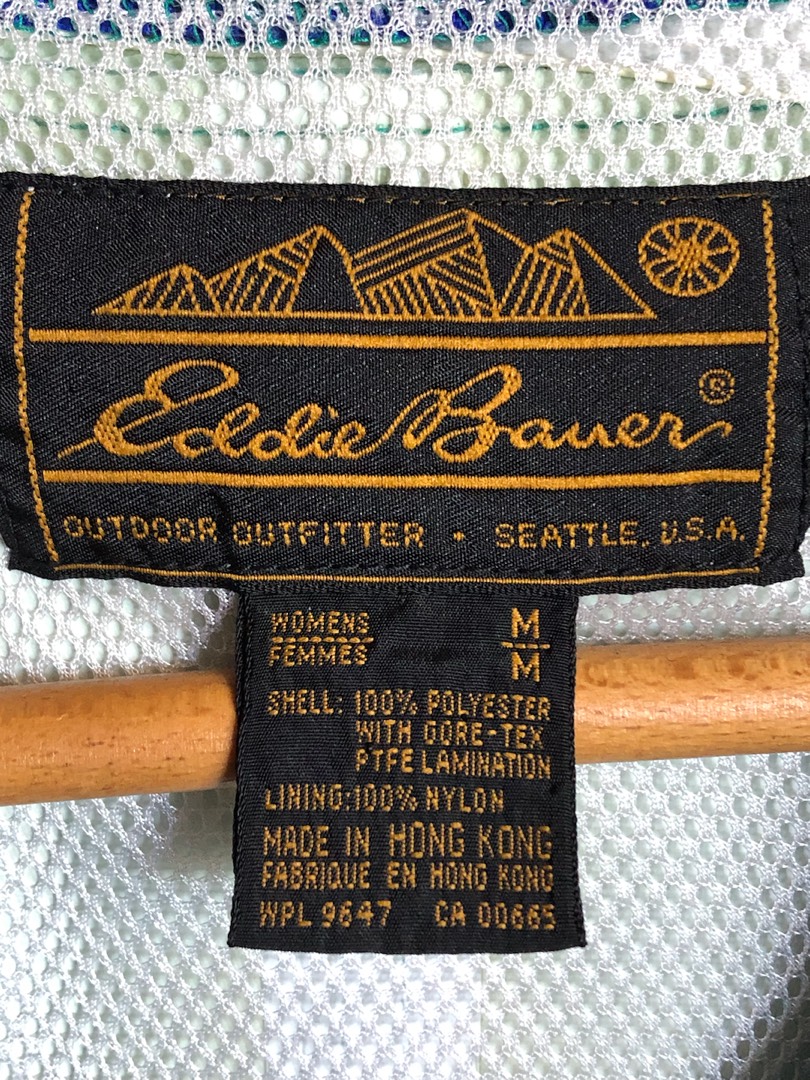 Eddie Bauer®
OUTDOOR OUTFITTER • SEATTLE, U.S.A.
WOMENS M
FEMMES M
SHELL: 100% POLYESTER
WITH GORE-TEX
PTFE LAMINATION
LINING: 100% NYLON
MADE IN HONG KONG
FABRIQUE EN HONG KONG
WPL 9647 CA 00665